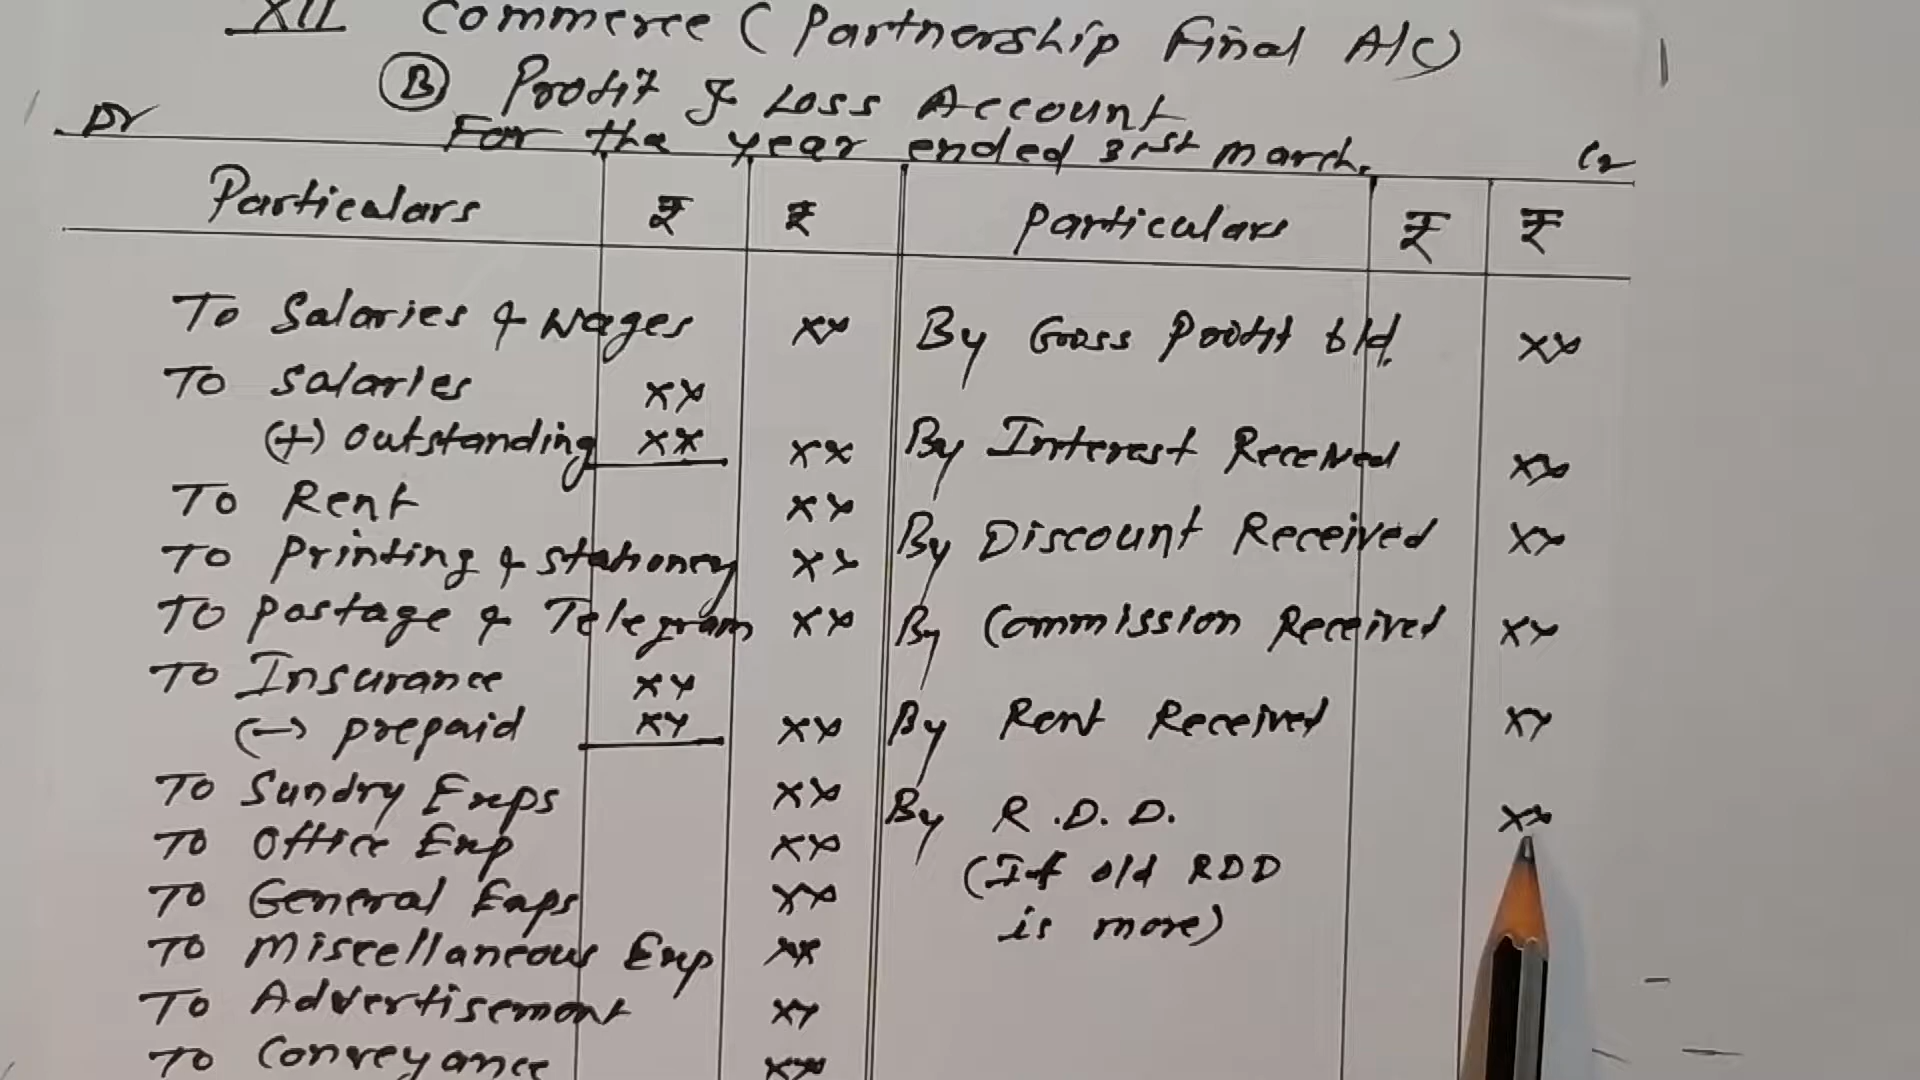 XII Commerce (Partnership Final A/C)
(B) Profit & Loss Account
Dr For the year ended 31st March. Cr
Particulars ₹ ₹ Particulars ₹ ₹
To Salaries & Wages xx By Gross Profit b/d. xx
To Salaries xx
(+) Outstanding xx xx By Interest Received xx
To Rent xx
By Discount Received xx
To Printing & Stationery xx
To Postage & Telegram xx By Commission Received xx
To Insurance xx
(-) prepaid xx xx By Rent Received xx
To Sundry Exps xx By R.D.D. xx
To Office Exp xx (If old RDD
To General Exps xx is more)
To Miscellaneous Exp xx
To Advertisement xx
To Conveyance xx